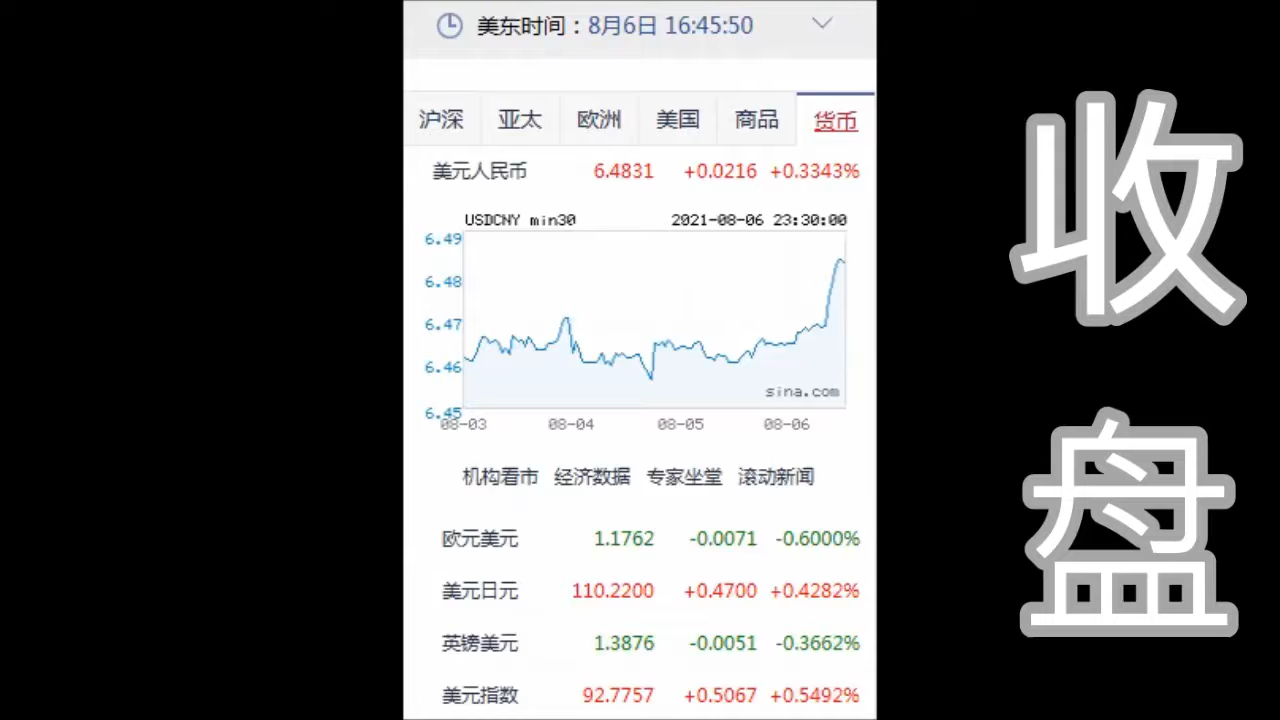 美东时间：8月6日 16:45:50
沪深 亚太 欧洲 美国 商品 货币
美元人民币 6.4831 +0.0216 +0.3343%
USDCNY min30 2021-08-06 23:30:00
6.49
6.48
6.47
6.46
6.45
sina.com
08-03 08-04 08-05 08-06
机构看市 经济数据 专家坐堂 滚动新闻
欧元美元 1.1762 -0.0071 -0.6000%
美元日元 110.2200 +0.4700 +0.4282%
英镑美元 1.3876 -0.0051 -0.3662%
美元指数 92.7757 +0.5067 +0.5492%
收
盘